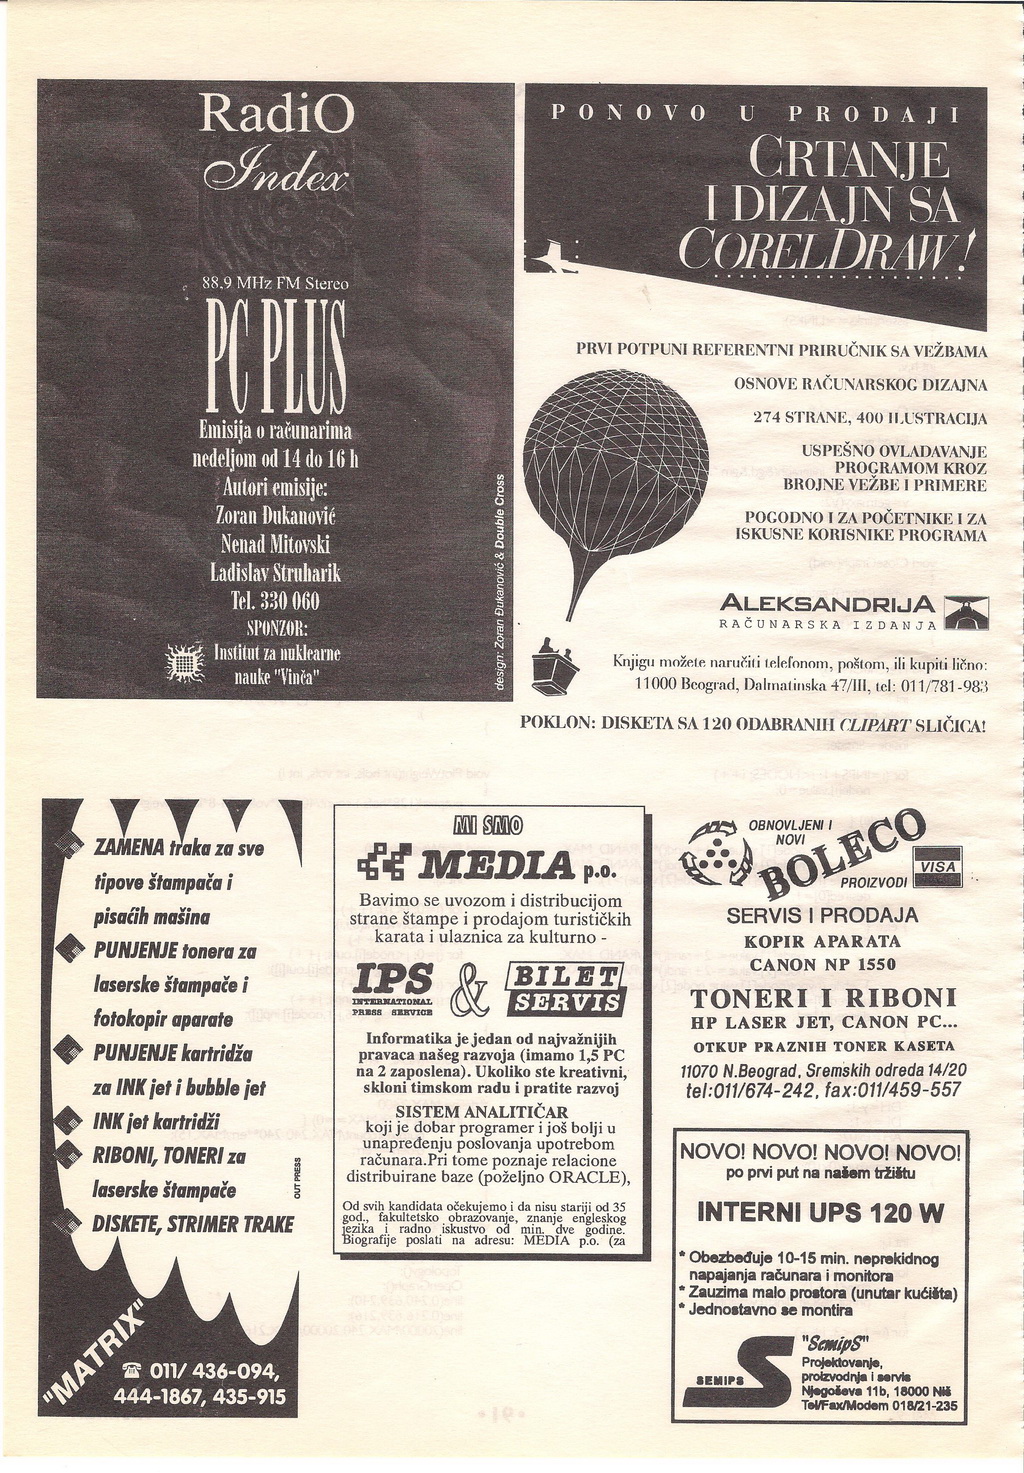 RadiO
Index
88,9 MHz FM Stereo
PC PLUS
Emisija o računarima
nedeljom od 14 do 16 h
Autori emisije:
Zoran Đukanović
Nenad Mitovski
Ladislav Struharik
Tel. 330 060
SPONZOR:
Institut za nuklearne
nauke "Vinča"
design: Zoran Đukanović & Double Cross
PONOVO U PRODAJI
CRTANJE
I DIZAJN SA
CORELDRAW!
PRVI POTPUNI REFERENTNI PRIRUČNIK SA VEŽBAMA
OSNOVE RAČUNARSKOG DIZAJNA
274 STRANE, 400 ILUSTRACIJA
USPEŠNO OVLADAVANJE
PROGRAMOM KROZ
BROJNE VEŽBE I PRIMERE
POGODNO I ZA POČETNIKE I ZA
ISKUSNE KORISNIKE PROGRAMA
ALEKSANDRIJA
RAČUNARSKA IZDANJA
Knjigu možete naručiti telefonom, poštom, ili kupiti lično:
11000 Beograd, Dalmatinska 47/III, tel: 011/781-983
POKLON: DISKETA SA 120 ODABRANIH CLIPART SLIČICA!
ZAMENA traka za sve
tipove štampača i
pisaćih mašina
PUNJENJE tonera za
laserske štampače i
fotokopir aparate
PUNJENJE kartridža
za INK jet i bubble jet
INK jet kartridži
RIBONI, TONERI za
laserske štampače
DISKETE, STRIMER TRAKE
OUT PRESS
"MATRIX"
☎ 011/ 436-094,
444-1867, 435-915
MI SMO
MEDIA p.o.
Bavimo se uvozom i distribucijom
strane štampe i prodajom turističkih
karata i ulaznica za kulturno -
IPS
INTERNATIONAL
PRESS SERVICE
&
BILET
SERVIS
Informatika je jedan od najvažnijih
pravaca našeg razvoja (imamo 1,5 PC
na 2 zaposlena). Ukoliko ste kreativni,
skloni timskom radu i pratite razvoj
SISTEM ANALITIČAR
koji je dobar programer i još bolji u
unapređenju poslovanja upotrebom
računara.Pri tome poznaje relacione
distribuirane baze (poželjno ORACLE),
Od svih kandidata očekujemo i da nisu stariji od 35
god., fakultetsko obrazovanje, znanje engleskog
jezika i radno iskustvo od min. dve godine.
Biografije poslati na adresu: MEDIA p.o. (za
OBNOVLJENI I
NOVI
BOLECO
PROIZVODI
VISA
SERVIS I PRODAJA
KOPIR APARATA
CANON NP 1550
TONERI I RIBONI
HP LASER JET, CANON PC...
OTKUP PRAZNIH TONER KASETA
11070 N.Beograd, Sremskih odreda 14/20
tel:011/674-242, fax:011/459-557
NOVO! NOVO! NOVO! NOVO!
po prvi put na našem tržištu
INTERNI UPS 120 W
* Obezbeđuje 10-15 min. neprekidnog
napajanja računara i monitora
* Zauzima malo prostora (unutar kućišta)
* Jednostavno se montira
SEMIPS
"SemipS"
Projektovanje,
proizvodnja i servis
Njegoševa 11b, 18000 Niš
Tel/Fax/Modem 018/21-235